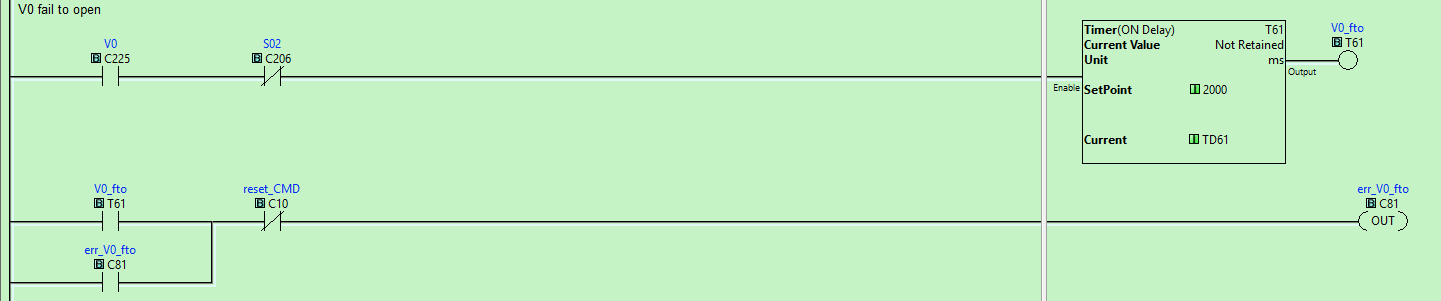 V0 fail to open
V0
B C225
S02
B C206
Timer(ON Delay) T61
Current Value Not Retained
Unit ms
Enable SetPoint I 2000
Current I TD61
Output
V0_fto
B T61
V0_fto
B T61
reset_CMD
B C10
err_V0_fto
B C81
OUT
err_V0_fto
B C81